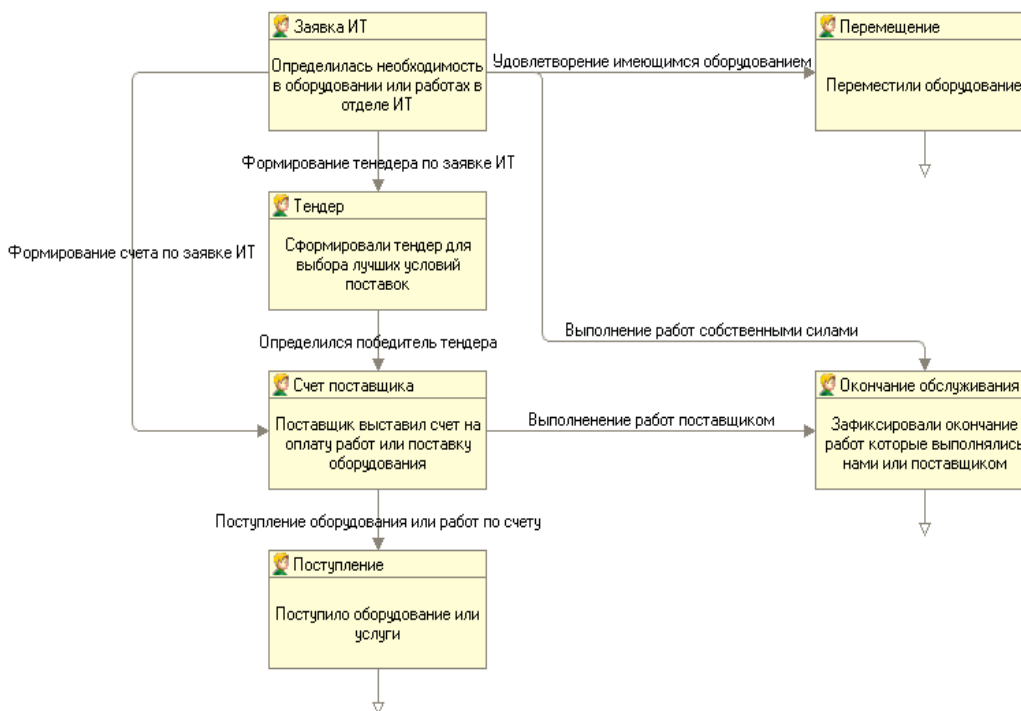 Заявка ИТ
Определилась необходимость
в оборудовании или работах в
отделе ИТ
Удовлетворение имеющимся оборудованием
Перемещение
Переместили оборудование
Формирование тенедера по заявке ИТ
Тендер
Сформировали тендер для
выбора лучших условий
поставок
Формирование счета по заявке ИТ
Выполнение работ собственными силами
Определился победитель тендера
Счет поставщика
Поставщик выставил счет на
оплату работ или поставку
оборудования
Выполненение работ поставщиком
Окончание обслуживания
Зафиксировали окончание
работ которые выполнялись
нами или поставщиком
Поступление оборудования или работ по счету
Поступление
Поступило оборудование или
услуги